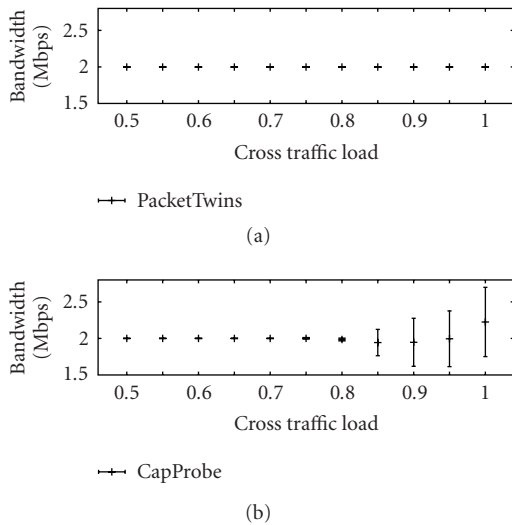 Bandwidth
(Mbps)
2.5
2
1.5
0.5 0.6 0.7 0.8 0.9 1
Cross traffic load
PacketTwins
(a)
Bandwidth
(Mbps)
2.5
2
1.5
0.5 0.6 0.7 0.8 0.9 1
Cross traffic load
CapProbe
(b)